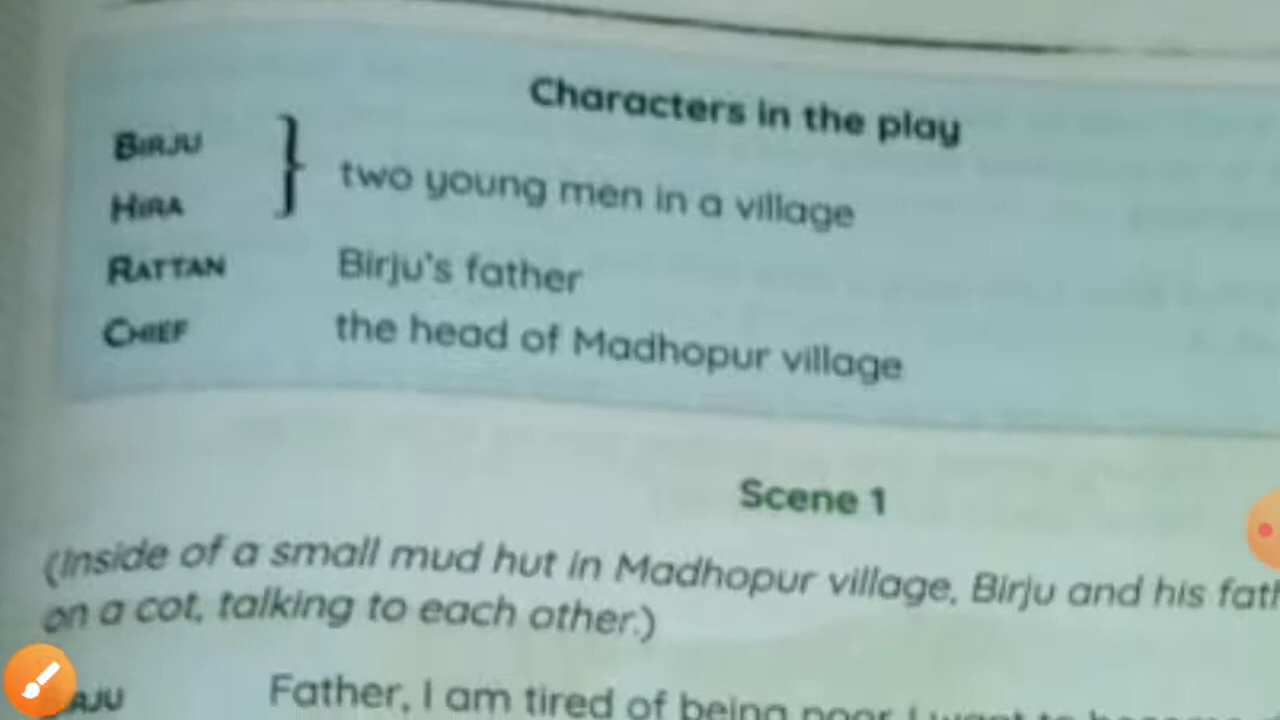 Characters in the play
BIRJU
HIRA
} two young men in a village
RATTAN Birju's father
CHIEF the head of Madhopur village
Scene 1
(Inside of a small mud hut in Madhopur village, Birju and his
on a cot, talking to each other.)
Father, I am tired of being poor I want to